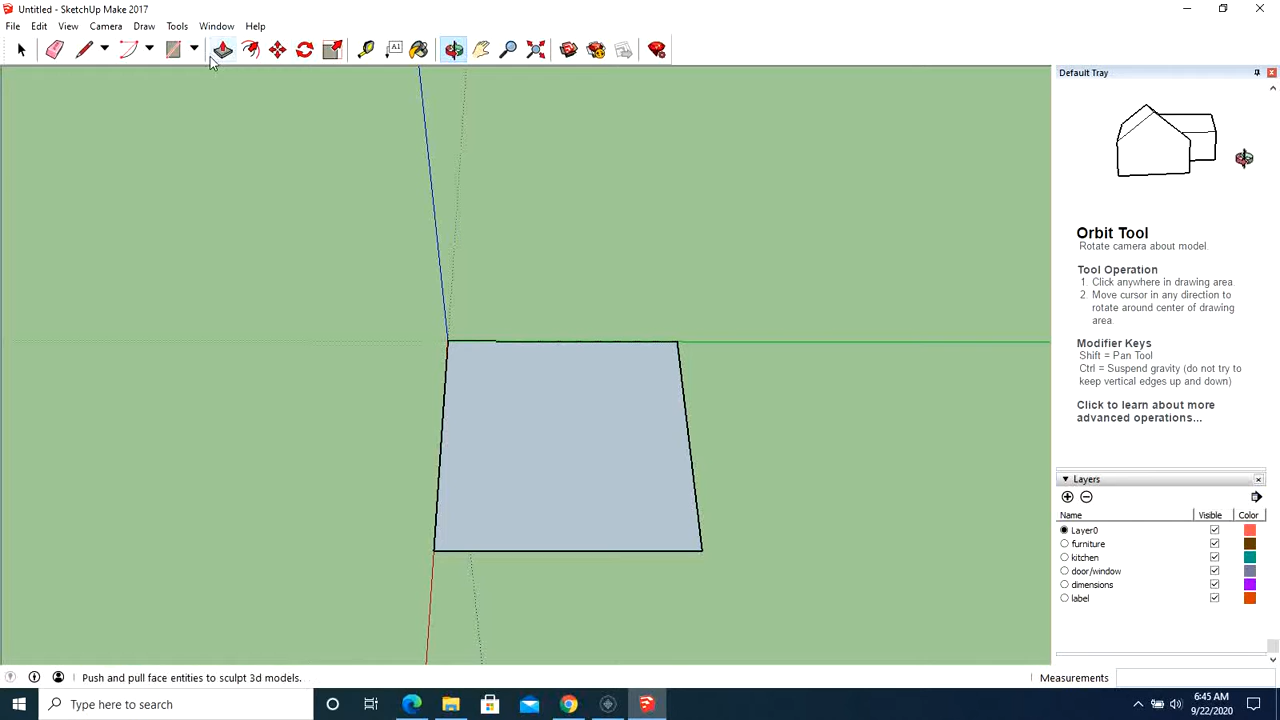 Untitled - SketchUp Make 2017
File Edit View Camera Draw Tools Window Help
A1
Default Tray
Orbit Tool
Rotate camera about model.
Tool Operation
1. Click anywhere in drawing area.
2. Move cursor in any direction to
rotate around center of drawing
area.
Modifier Keys
Shift = Pan Tool
Ctrl = Suspend gravity (do not try to
keep vertical edges up and down)
Click to learn about more
advanced operations...
Layers
Name Visible Color
Layer0
furniture
kitchen
door/window
dimensions
label
Push and pull face entities to sculpt 3d models.
Measurements
Type here to search
6:45 AM
9/22/2020